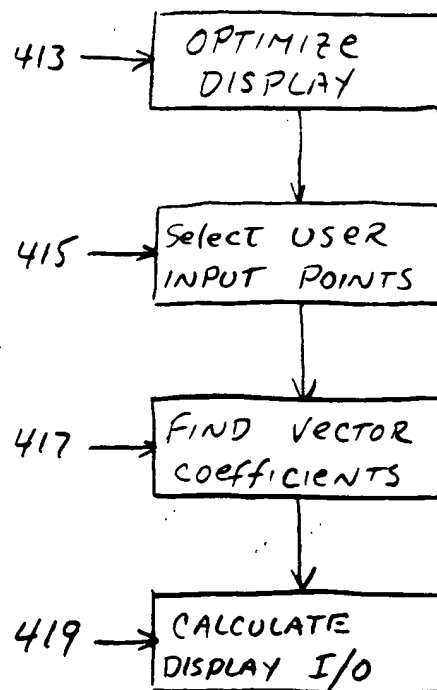 413
OPTIMIZE
DISPLAY
415
Select USER
INPUT POINTS
417
FIND VECTOR
COEFFICIENTS
419
CALCULATE
DISPLAY I/O